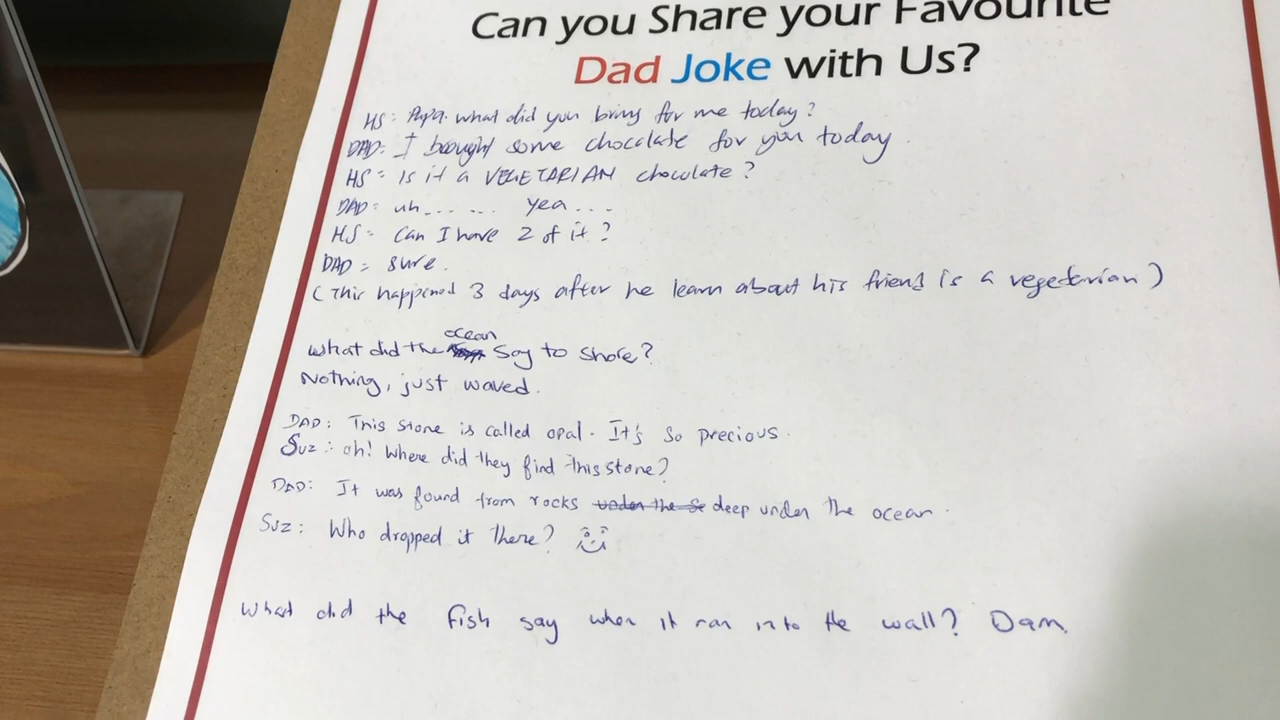 Can you Share your Favourite
Dad Joke with Us?
HS: Papa. what did you bring for me today?
DAD: I bought some chocclate for you today.
HS: Is it a VEGETARIAN chowlate?
DAD: uh....... yea...
HS: Can I have 2 of it?
DAD: Sure.
(This happened 3 days after he learn about his friend is a vegetarian)
What did the ocean say to shore?
Nothing, just waved.
DAD: This stone is called opal. It's so precious.
Suz: oh! Where did they find this stone?
DAD: It was found from rocks under the se deep under the ocean.
Suz: Who dropped it there?
What did the fish say when it ran into the wall? Dam.